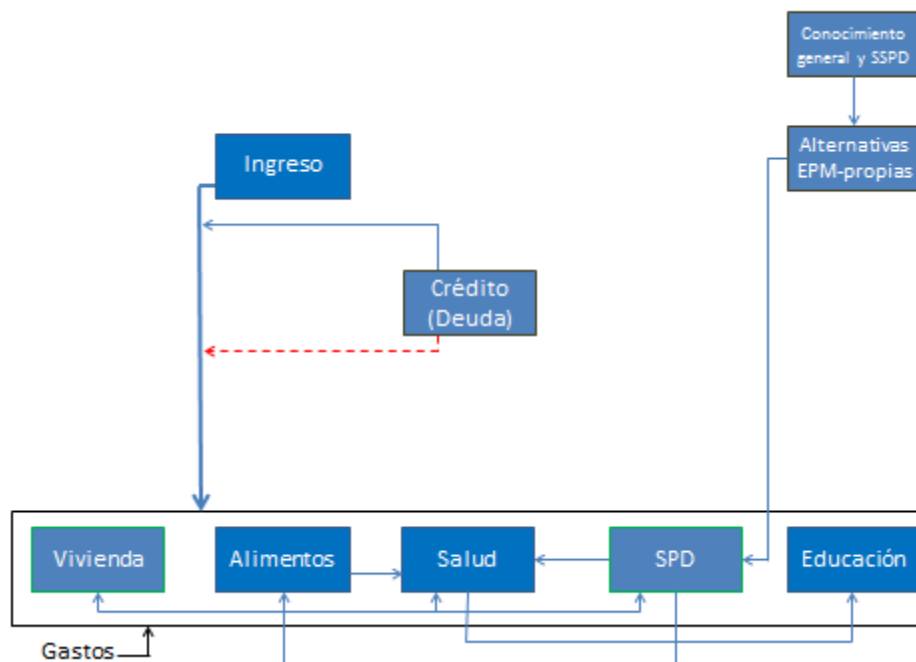 Conocimiento
general y SSPD
Ingreso
Alternativas
EPM-propias
Crédito
(Deuda)
Vivienda
Alimentos
Salud
SPD
Educación
Gastos